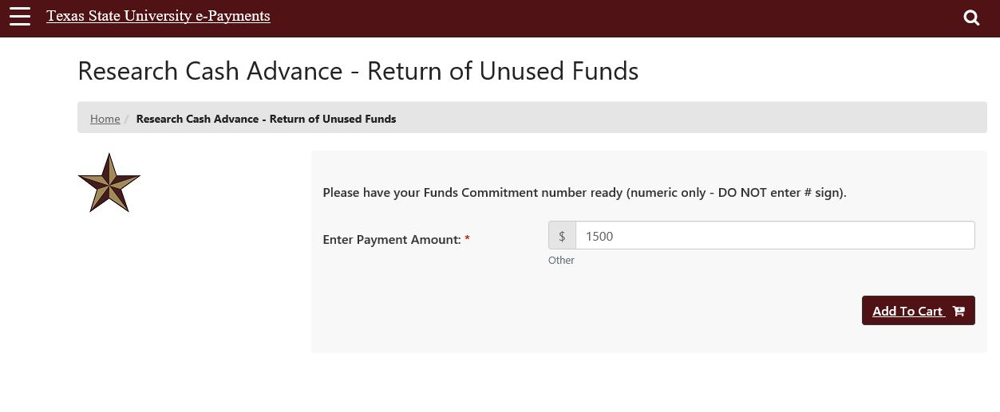 Texas State University e-Payments
Research Cash Advance - Return of Unused Funds
Home / Research Cash Advance - Return of Unused Funds
Please have your Funds Commitment number ready (numeric only - DO NOT enter # sign).
Enter Payment Amount: * $ 1500
Other
Add To Cart